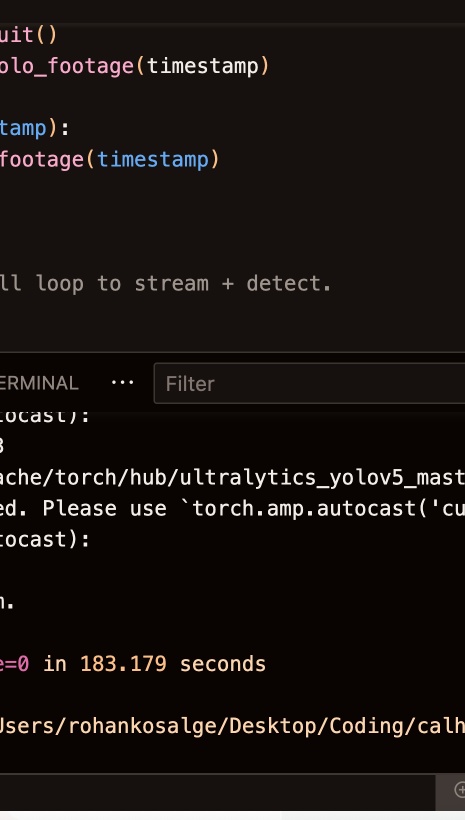 uit()
olo_footage(timestamp)
tamp):
footage(timestamp)
ll loop to stream + detect.
ERMINAL ··· Filter
tocast):
3
ache/torch/hub/ultralytics_yolov5_mast
ed. Please use `torch.amp.autocast('cu
tocast):
n.
e=0 in 183.179 seconds
Users/rohankosalge/Desktop/Coding/calh